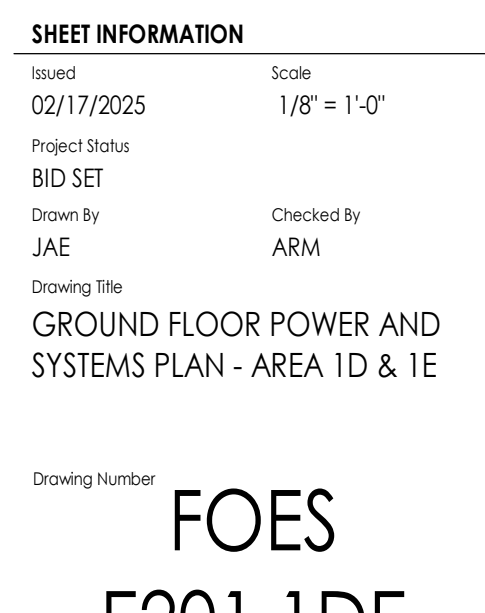 SHEET INFORMATION
Issued Scale
02/17/2025 1/8" = 1'-0"
Project Status
BID SET
Drawn By Checked By
JAE ARM
Drawing Title
GROUND FLOOR POWER AND
SYSTEMS PLAN - AREA 1D & 1E
Drawing Number
FOES